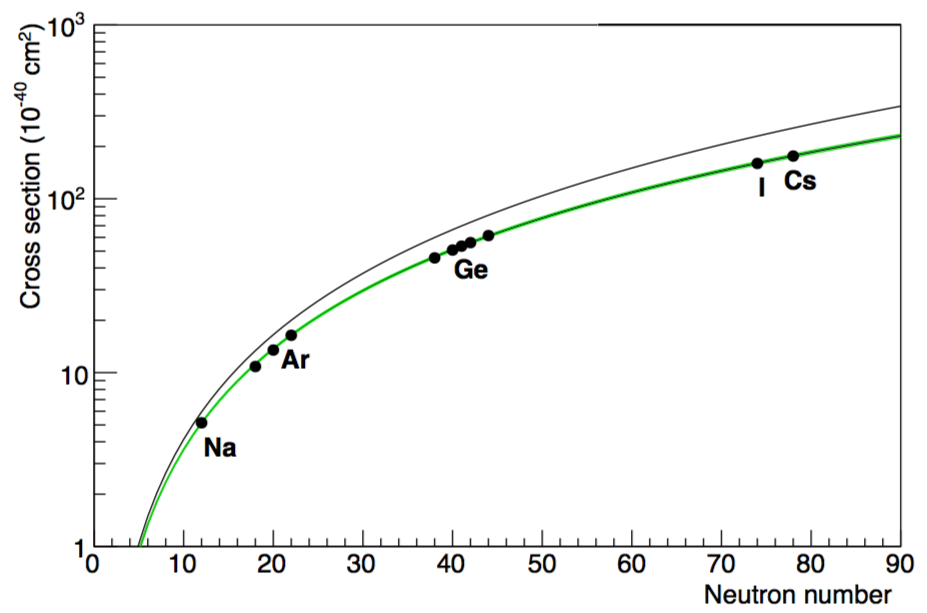 Cross section (10⁻⁴⁰ cm²)
10³
10²
10
1
I
Cs
Ge
Ar
Na
0 10 20 30 40 50 60 70 80 90
Neutron number